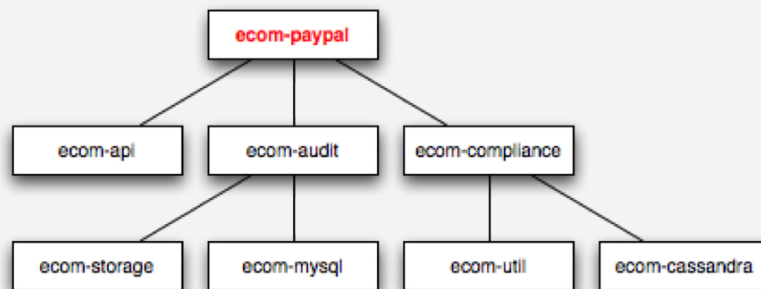 ecom-paypal
ecom-api
ecom-audit
ecom-compliance
ecom-storage
ecom-mysql
ecom-util
ecom-cassandra